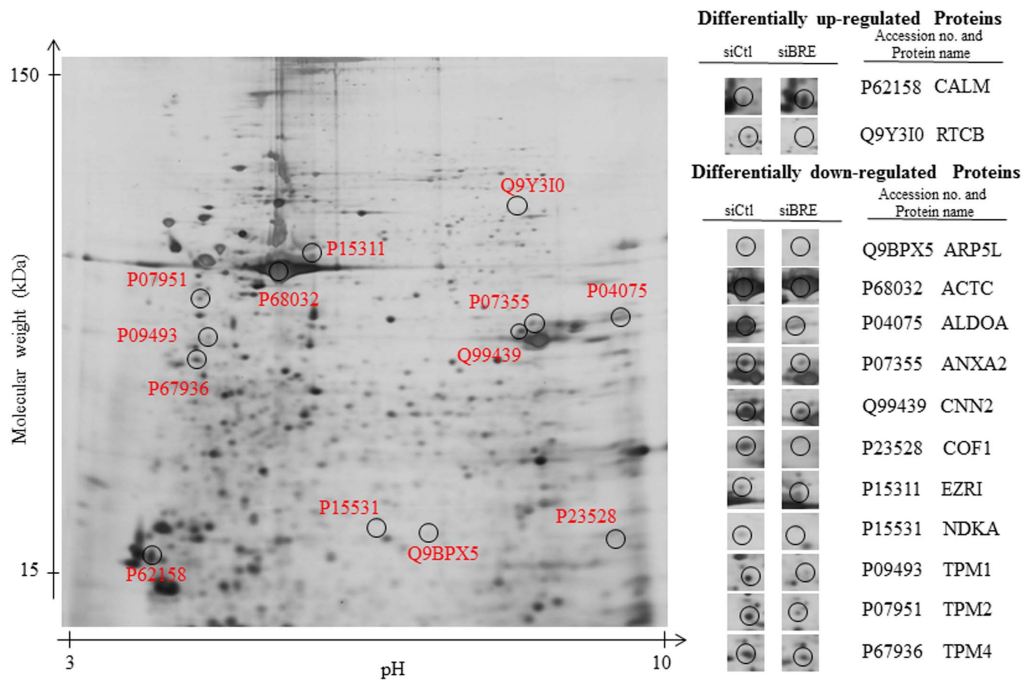 150
Molecular weight (kDa)
15
3
pH
10
Q9Y3I0
P15311
P07951
P68032
P07355
P04075
P09493
Q99439
P67936
P15531
P23528
Q9BPX5
P62158
Differentially up-regulated Proteins
siCtl siBRE Accession no. and
Protein name
P62158 CALM
Q9Y3I0 RTCB
Differentially down-regulated Proteins
siCtl siBRE Accession no. and
Protein name
Q9BPX5 ARP5L
P68032 ACTC
P04075 ALDOA
P07355 ANXA2
Q99439 CNN2
P23528 COF1
P15311 EZRI
P15531 NDKA
P09493 TPM1
P07951 TPM2
P67936 TPM4